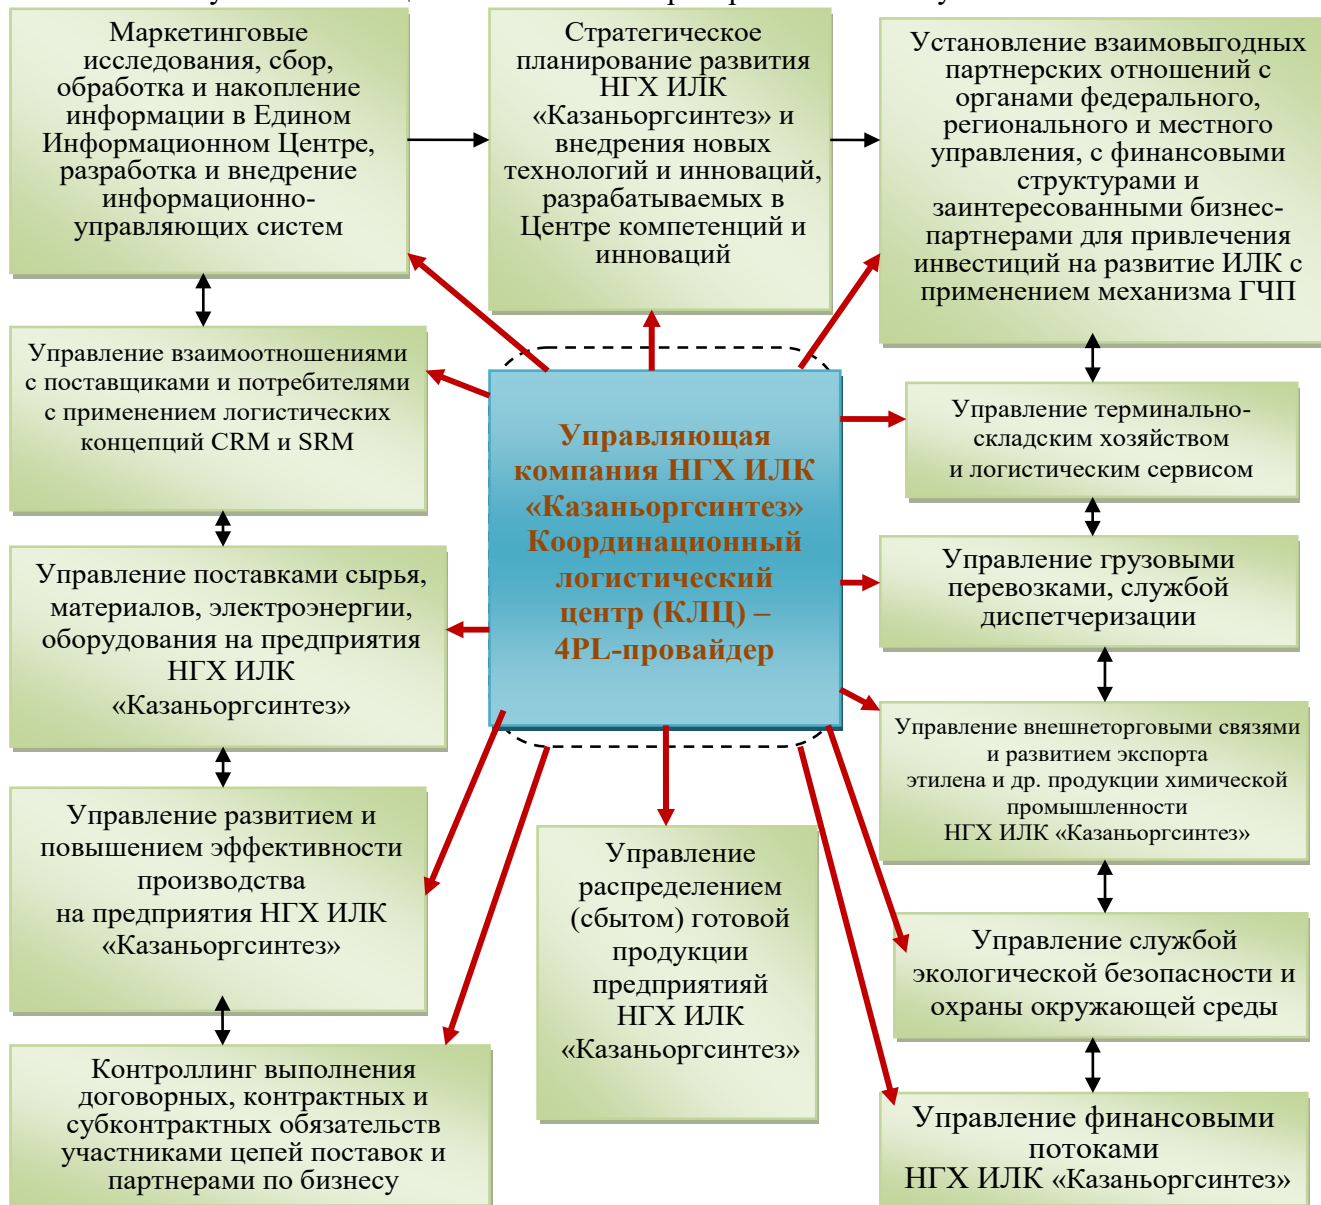 Маркетинговые
исследования, сбор,
обработка и накопление
информации в Едином
Информационном Центре,
разработка и внедрение
информационно-
управляющих систем
Стратегическое
планирование развития
НГХ ИЛК
«Казаньоргсинтез» и
внедрения новых
технологий и инноваций,
разрабатываемых в
Центре компетенций и
инноваций
Установление взаимовыгодных
партнерских отношений с
органами федерального,
регионального и местного
управления, с финансовыми
структурами и
заинтересованными бизнес-
партнерами для привлечения
инвестиций на развитие ИЛК с
применением механизма ГЧП
Управление взаимоотношениями
с поставщиками и потребителями
с применением логистических
концепций CRM и SRM
Управляющая
компания НГХ ИЛК
«Казаньоргсинтез»
Координационный
логистический
центр (КЛЦ) –
4PL-провайдер
Управление терминально-
складским хозяйством
и логистическим сервисом
Управление поставками сырья,
материалов, электроэнергии,
оборудования на предприятия
НГХ ИЛК
«Казаньоргсинтез»
Управление грузовыми
перевозками, службой
диспетчеризации
Управление внешнеторговыми связями
и развитием экспорта
этилена и др. продукции химической
промышленности
НГХ ИЛК «Казаньоргсинтез»
Управление развитием и
повышением эффективности
производства
на предприятия НГХ ИЛК
«Казаньоргсинтез»
Управление
распределением
(сбытом) готовой
продукции
предприятияй
НГХ ИЛК
«Казаньоргсинтез»
Управление службой
экологической безопасности и
охраны окружающей среды
Контроллинг выполнения
договорных, контрактных и
субконтрактных обязательств
участниками цепей поставок и
партнерами по бизнесу
Управление финансовыми
потоками
НГХ ИЛК «Казаньоргсинтез»